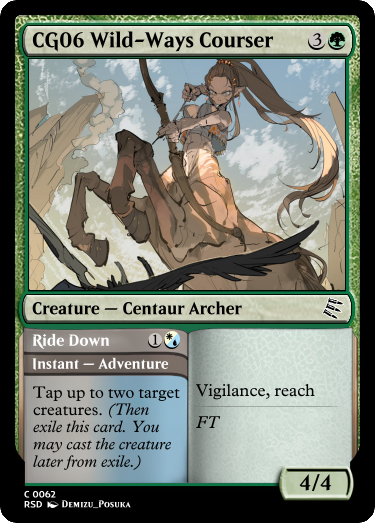 CG06 Wild-Ways Courser 3
Creature — Centaur Archer
Ride Down 1
Instant — Adventure
Tap up to two target
creatures. (Then
exile this card. You
may cast the creature
later from exile.)
Vigilance, reach
FT
4/4
C 0062
RSD DEMIZU_POSUKA